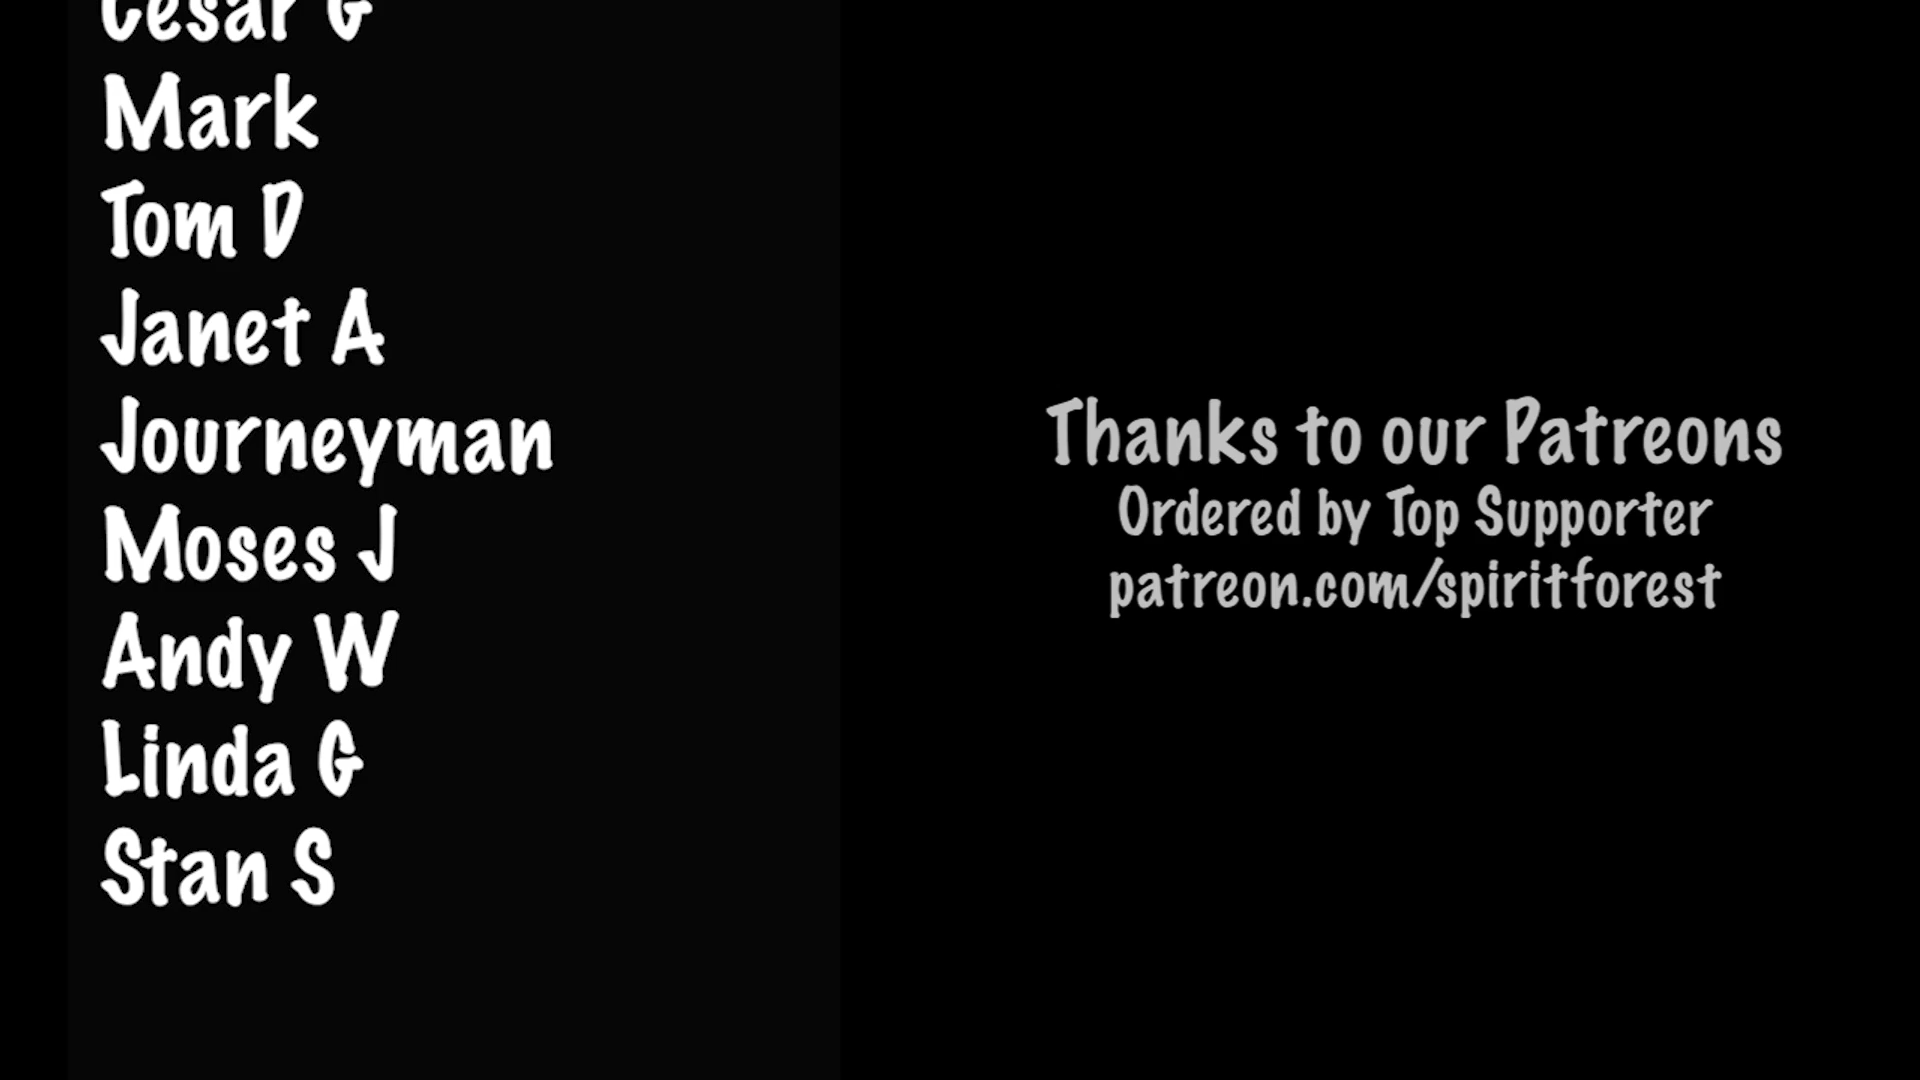 Cesar G
Mark
Tom D
Janet A
Journeyman
Moses J
Andy W
Linda G
Stan S
Thanks to our Patreons
Ordered by Top Supporter
patreon.com/spiritforest